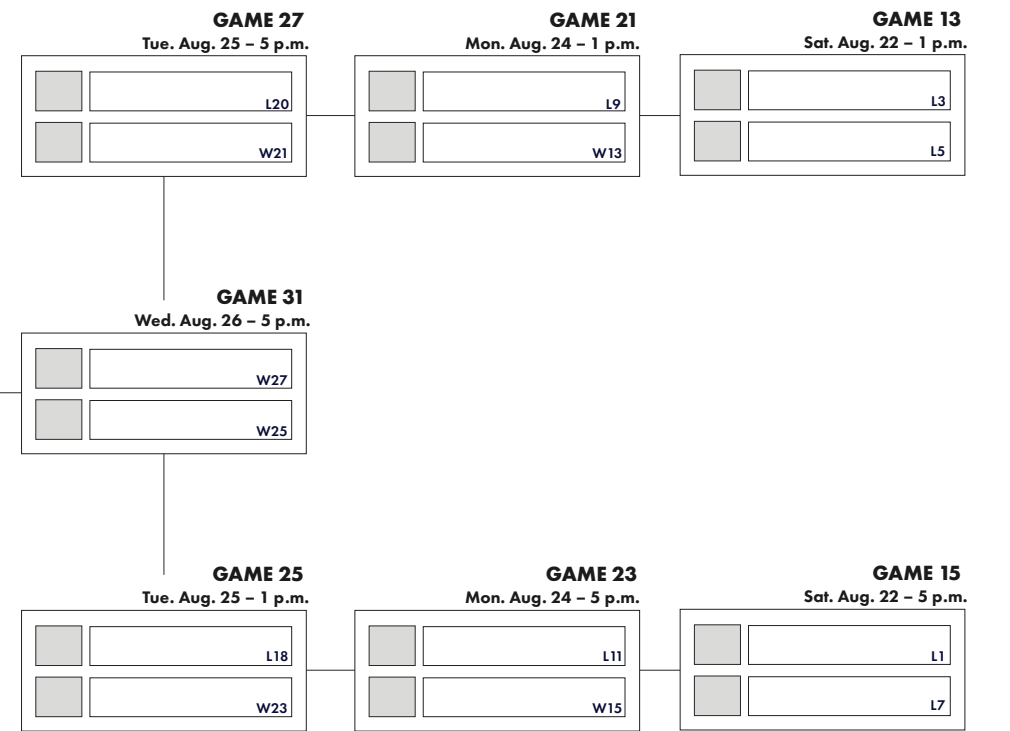 GAME 27
Tue. Aug. 25 – 5 p.m.
L20
W21
GAME 21
Mon. Aug. 24 – 1 p.m.
L9
W13
GAME 13
Sat. Aug. 22 – 1 p.m.
L3
L5
GAME 31
Wed. Aug. 26 – 5 p.m.
W27
W25
GAME 25
Tue. Aug. 25 – 1 p.m.
L18
W23
GAME 23
Mon. Aug. 24 – 5 p.m.
L11
W15
GAME 15
Sat. Aug. 22 – 5 p.m.
L1
L7